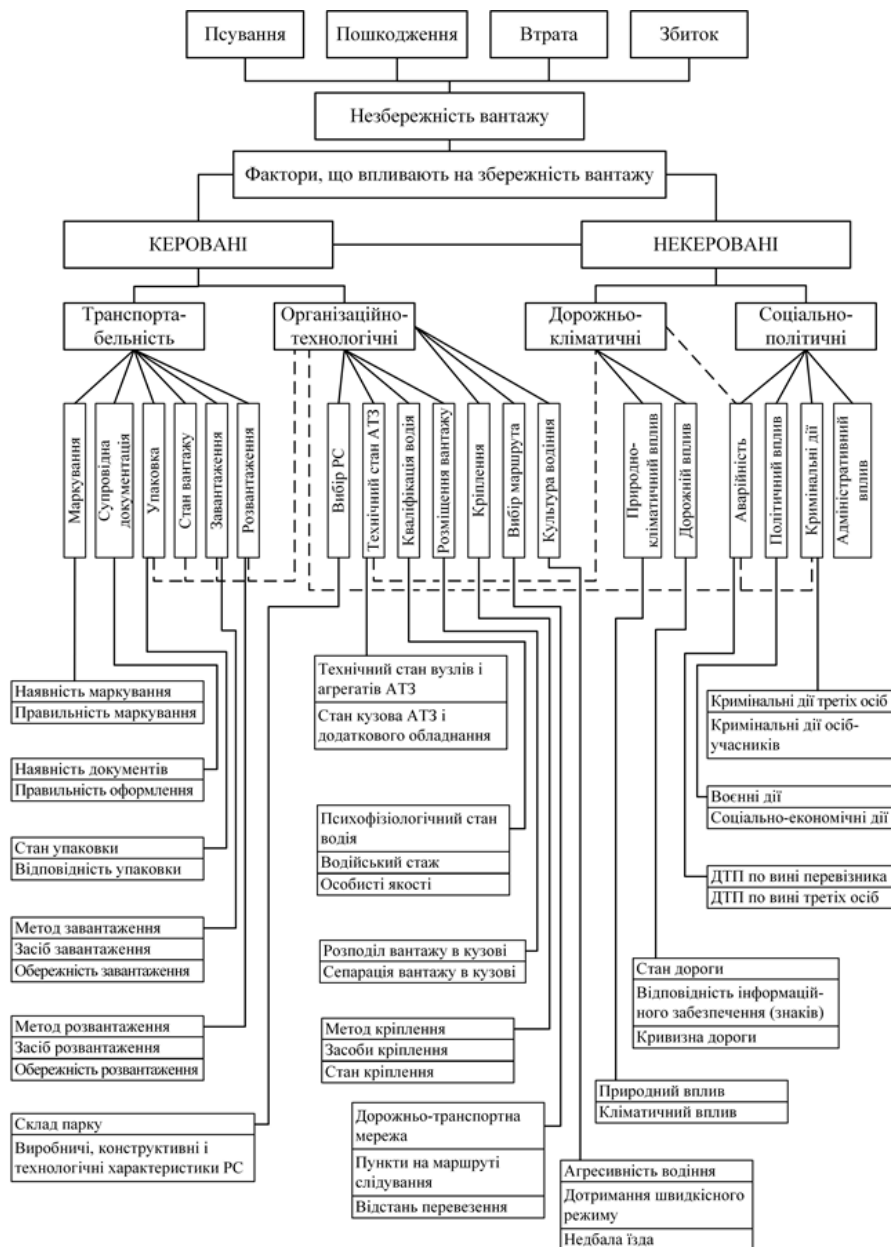 Псування
Пошкодження
Втрата
Збиток
Незбережність вантажу
Фактори, що впливають на збережність вантажу
КЕРОВАНІ
НЕКЕРОВАНІ
Транспорта-
бельність
Організаційно-
технологічні
Дорожньо-
кліматичні
Соціально-
політичні
Маркування
Супровідна
документація
Упаковка
Стан вантажу
Завантаження
Розвантаження
Вибір РС
Технічний стан АТЗ
Кваліфікація водія
Розміщення вантажу
Кріплення
Вибір маршрута
Культура водіння
Природно-
кліматичний вплив
Дорожній вплив
Аварійність
Політичний вплив
Кримінальні дії
Адміністративний
вплив
Наявність маркування
Правильність маркування
Наявність документів
Правильність оформлення
Стан упаковки
Відповідність упаковки
Метод завантаження
Засіб завантаження
Обережність завантаження
Метод розвантаження
Засіб розвантаження
Обережність розвантаження
Склад парку
Виробничі, конструктивні і
технологічні характеристики РС
Технічний стан вузлів і
агрегатів АТЗ
Стан кузова АТЗ і
додаткового обладнання
Психофізіологічний стан
водія
Водійський стаж
Особисті якості
Розподіл вантажу в кузові
Сепарація вантажу в кузові
Метод кріплення
Засоби кріплення
Стан кріплення
Дорожньо-транспортна
мережа
Пункти на маршруті
слідування
Відстань перевезення
Агресивність водіння
Дотримання швидкісного
режиму
Недбала їзда
Природний вплив
Кліматичний вплив
Стан дороги
Відповідність інформацій-
ного забезпечення (знаків)
Кривизна дороги
ДТП по вині перевізника
ДТП по вині третіх осіб
Воєнні дії
Соціально-економічні дії
Кримінальні дії третіх осіб
Кримінальні дії осіб-
учасників